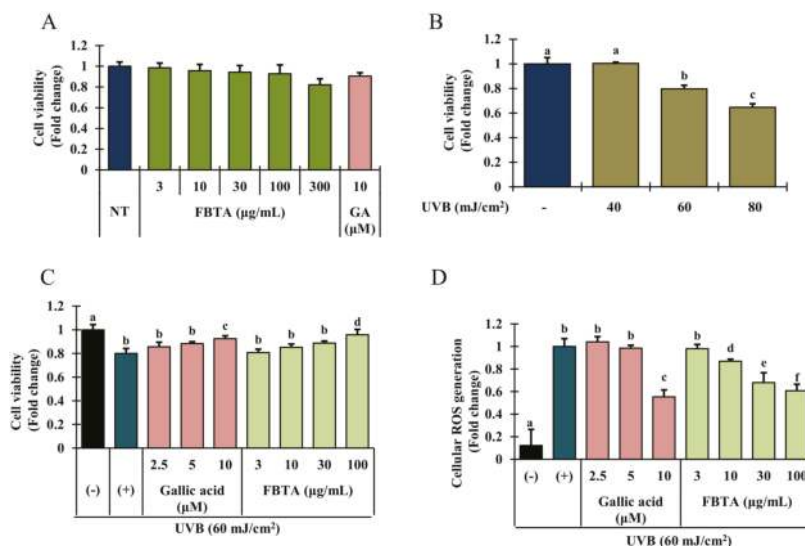 A
Cell viability
(Fold change)
1.2
1
0.8
0.6
0.4
0.2
0
3 10 30 100 300 10
NT FBTA (μg/mL) GA
(μM)
B
Cell viability
(Fold change)
1.2
1
0.8
0.6
0.4
0.2
0
a a b c
UVB (mJ/cm²) - 40 60 80
C
Cell viability
(Fold change)
1.2
1
0.8
0.6
0.4
0.2
0
a b b b c b b b d
2.5 5 10 3 10 30 100
(-) (+) Gallic acid FBTA (μg/mL)
(μM)
UVB (60 mJ/cm²)
D
Cellular ROS generation
(Fold change)
1.2
1
0.8
0.6
0.4
0.2
0
a b b b c b d e f
2.5 5 10 3 10 30 100
(-) (+) Gallic acid FBTA (μg/mL)
(μM)
UVB (60 mJ/cm²)